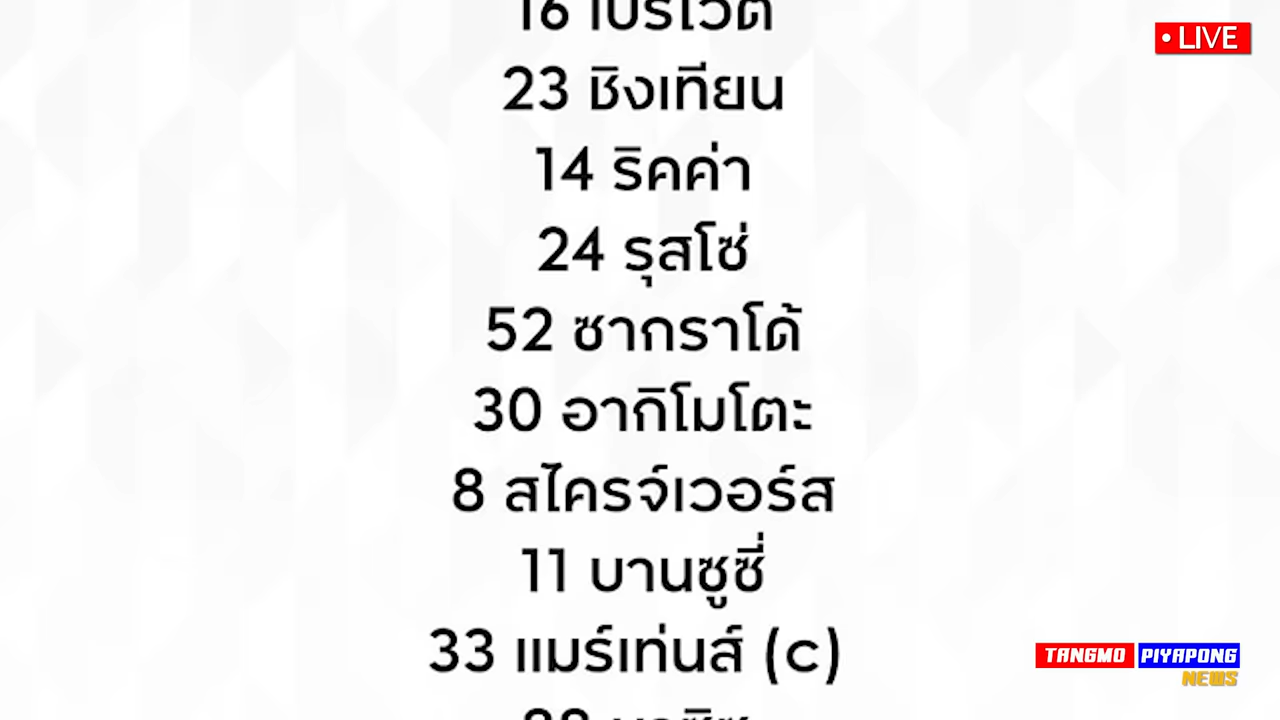 • LIVE
23 ชิงเทียน
14 ริคค่า
24 รุสโซ่
52 ซากราโด้
30 อากิโมโตะ
8 สไครจ์เวอร์ส
11 บานซูซี่
33 แมร์เท่นส์ (c)
TANGMO PIYAPONG
NEWS